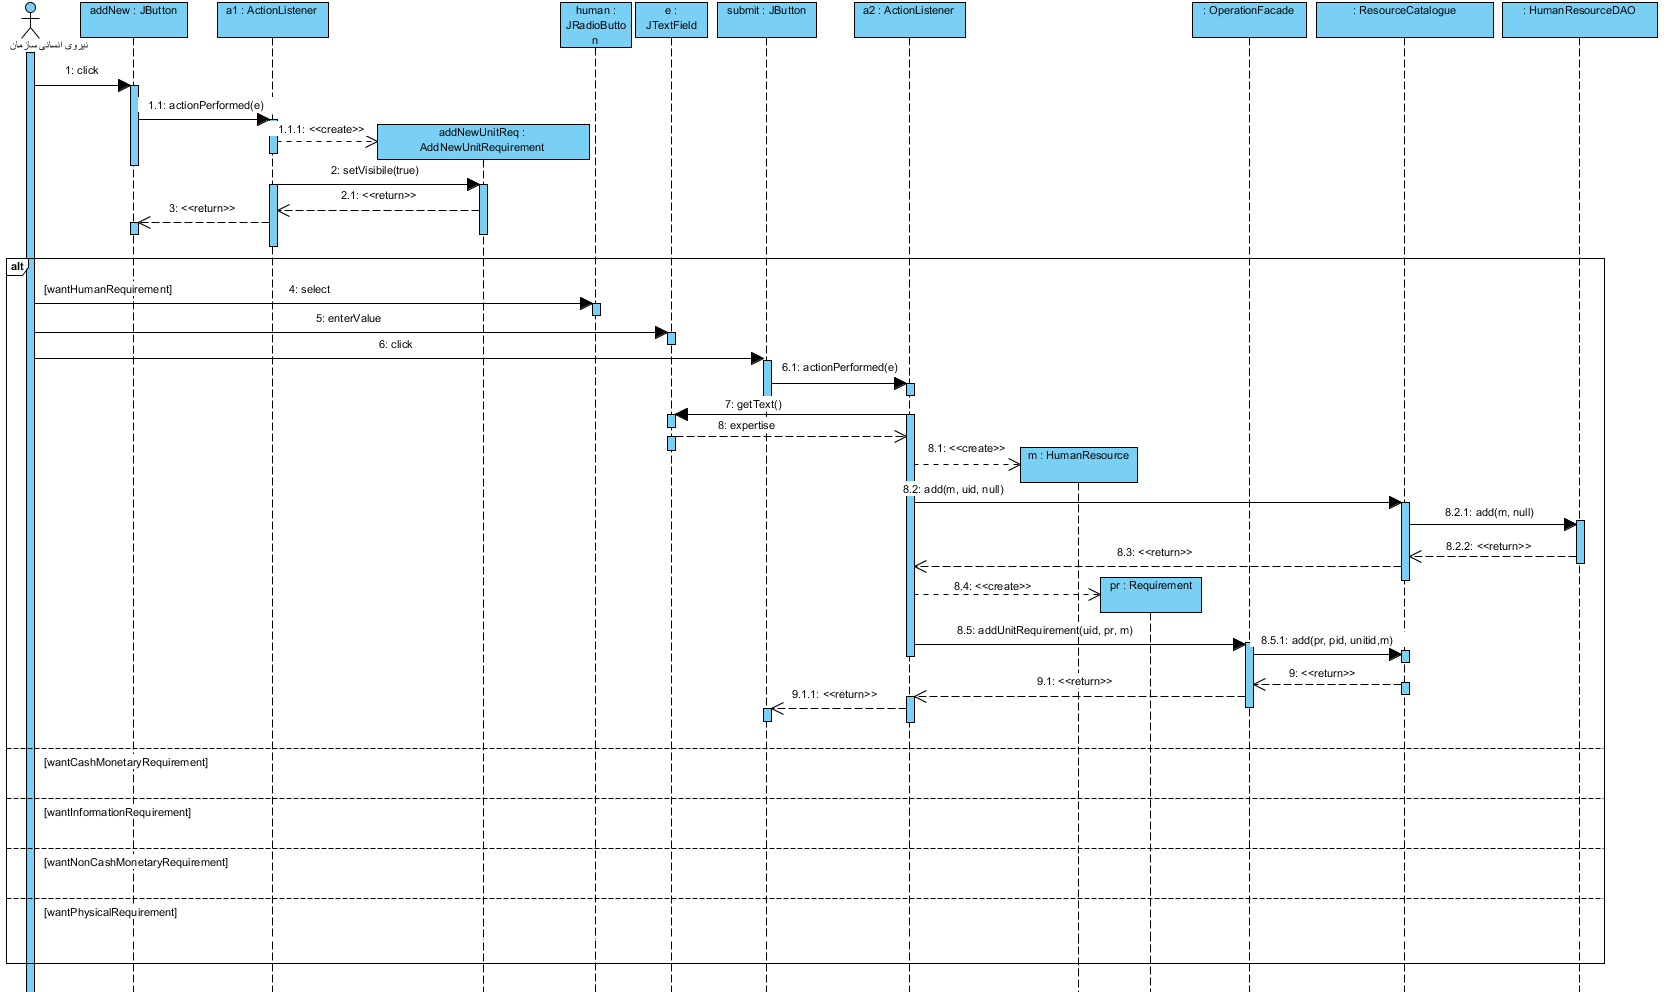 addNew : JButton
a1 : ActionListener
human :
JRadioButto
n
e :
JTextField
submit : JButton
a2 : ActionListener
: OperationFacade
: ResourceCatalogue
: HumanResourceDAO
نیروی انسانی سازمان
1: click
1.1: actionPerformed(e)
1.1.1: <<create>>
addNewUnitReq :
AddNewUnitRequirement
2: setVisibile(true)
2.1: <<return>>
3: <<return>>
alt
[wantHumanRequirement]
4: select
5: enterValue
6: click
6.1: actionPerformed(e)
7: getText()
8: expertise
8.1: <<create>>
m : HumanResource
8.2: add(m, uid, null)
8.2.1: add(m, null)
8.2.2: <<return>>
8.3: <<return>>
8.4: <<create>>
pr : Requirement
8.5: addUnitRequirement(uid, pr, m)
8.5.1: add(pr, pid, unitid,m)
9: <<return>>
9.1: <<return>>
9.1.1: <<return>>
[wantCashMonetaryRequirement]
[wantInformationRequirement]
[wantNonCashMonetaryRequirement]
[wantPhysicalRequirement]